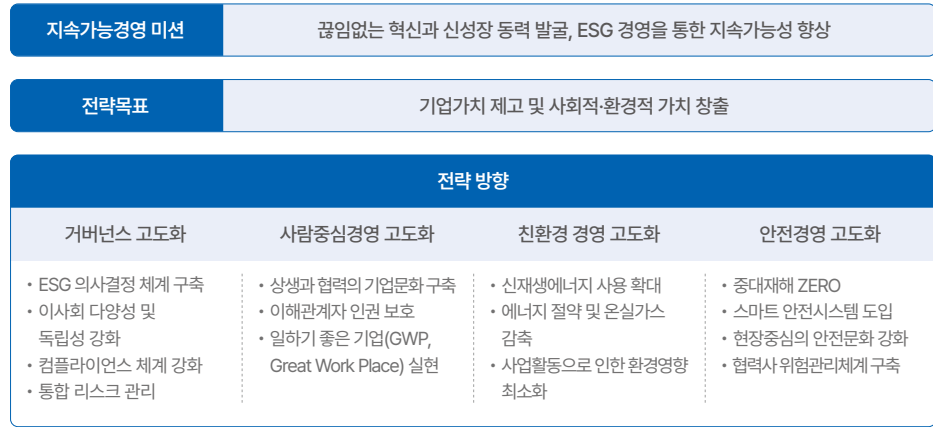 지속가능경영 미션
끊임없는 혁신과 신성장 동력 발굴, ESG 경영을 통한 지속가능성 향상
전략목표
기업가치 제고 및 사회적·환경적 가치 창출
전략 방향
거버넌스 고도화
• ESG 의사결정 체계 구축
• 이사회 다양성 및
독립성 강화
• 컴플라이언스 체계 강화
• 통합 리스크 관리
사람중심경영 고도화
• 상생과 협력의 기업문화 구축
• 이해관계자 인권 보호
• 일하기 좋은 기업(GWP,
Great Work Place) 실현
친환경 경영 고도화
• 신재생에너지 사용 확대
• 에너지 절약 및 온실가스
감축
• 사업활동으로 인한 환경영향
최소화
안전경영 고도화
• 중대재해 ZERO
• 스마트 안전시스템 도입
• 현장중심의 안전문화 강화
• 협력사 위험관리체계 구축